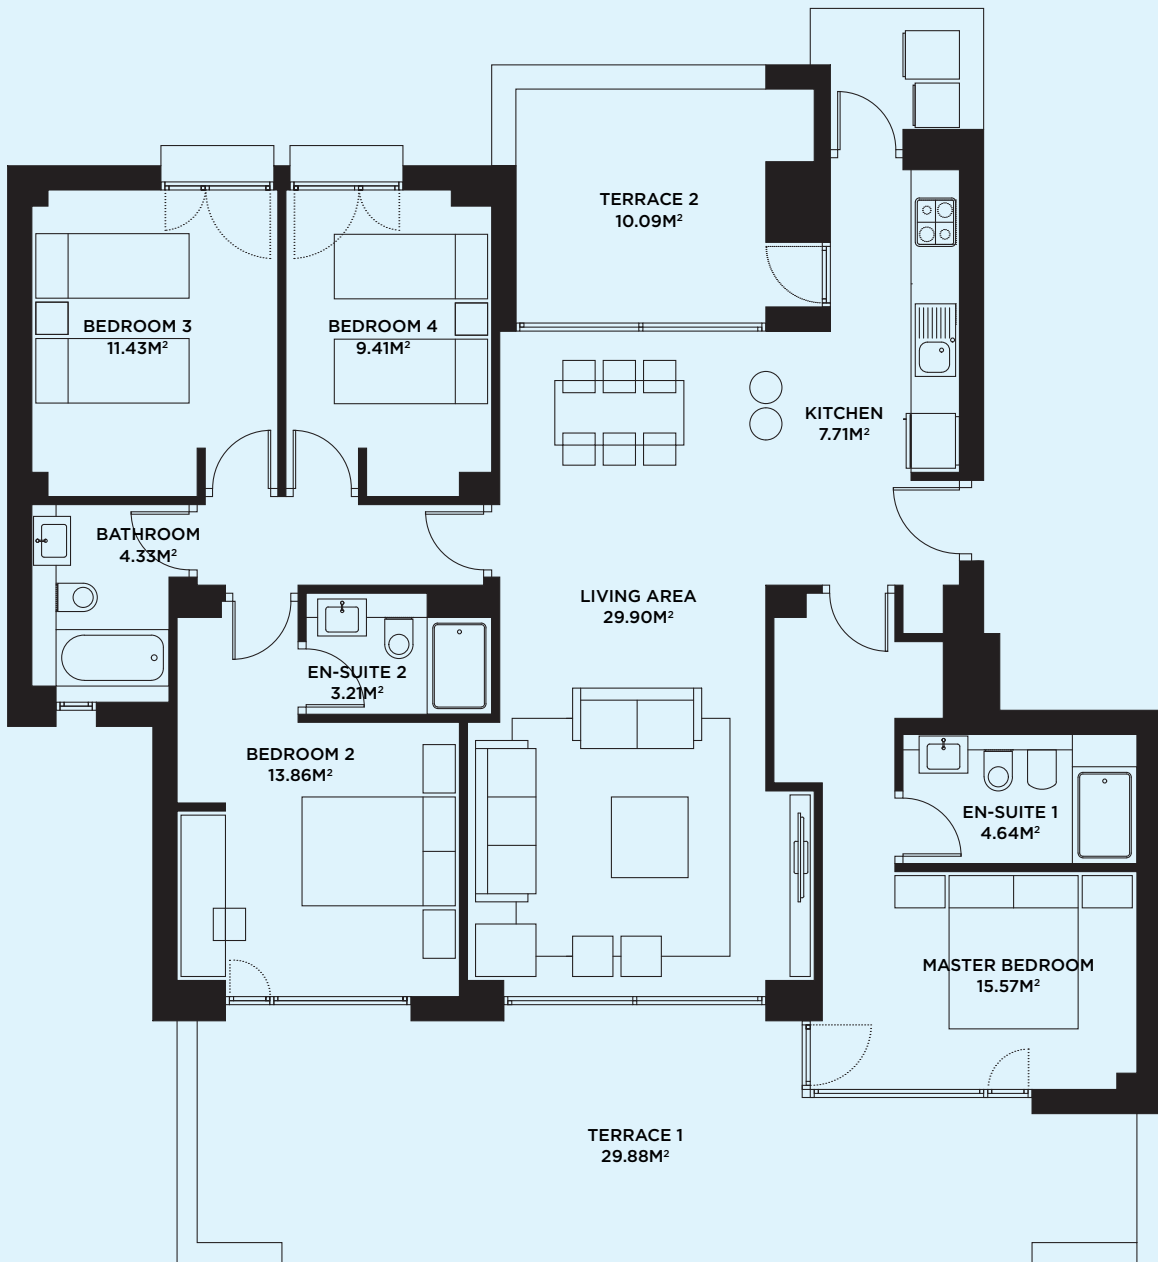 TERRACE 2
10.09M²
BEDROOM 3
11.43M²
BEDROOM 4
9.41M²
KITCHEN
7.71M²
BATHROOM
4.33M²
LIVING AREA
29.90M²
EN-SUITE 2
3.21M²
BEDROOM 2
13.86M²
EN-SUITE 1
4.64M²
MASTER BEDROOM
15.57M²
TERRACE 1
29.88M²